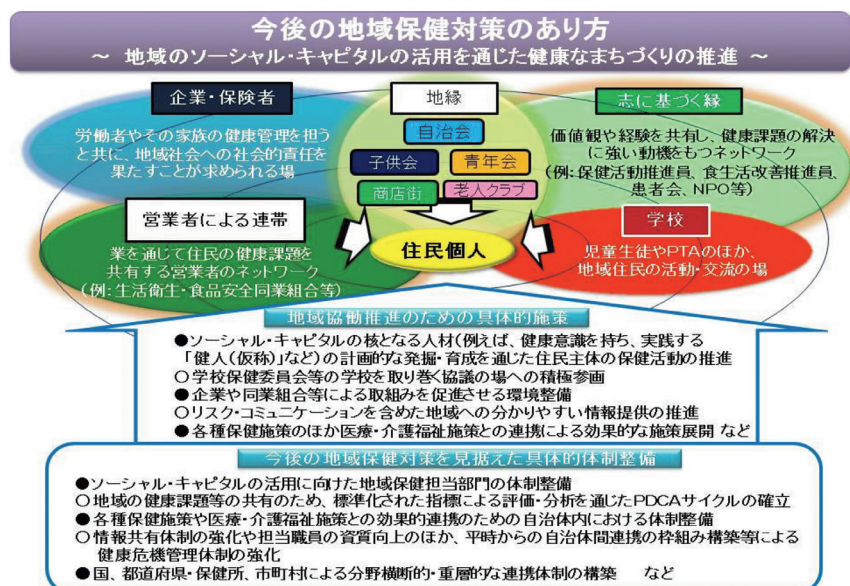 今後の地域保健対策のあり方
～ 地域のソーシャル・キャピタルの活用を通じた健康なまちづくりの推進 ～
企業・保険者
労働者やその家族の健康管理を担う
と共に、地域社会への社会的責任を
果たすことが求められる場
地縁
自治会
子供会
青年会
商店街
老人クラブ
志に基づく縁
価値観や経験を共有し、健康課題の解決
に強い動機をもつネットワーク
(例:保健活動推進員、食生活改善推進員、
患者会、NPO等)
営業者による連帯
業を通じて住民の健康課題を
共有する営業者のネットワーク
(例:生活衛生・食品安全同業組合等)
住民個人
学校
児童生徒やPTAのほか、
地域住民の活動・交流の場
地域協働推進のための具体的施策
●ソーシャル・キャピタルの核となる人材(例えば、健康意識を持ち、実践する
「健人(仮称)」など)の計画的な発掘・育成を通じた住民主体の保健活動の推進
○学校保健委員会等の学校を取り巻く協議の場への積極参画
●企業や同業組合等による取組みを促進させる環境整備
○リスク・コミュニケーションを含めた地域への分かりやすい情報提供の推進
●各種保健施策のほか医療・介護福祉施策との連携による効果的な施策展開 など
今後の地域保健対策を見据えた具体的体制整備
●ソーシャル・キャピタルの活用に向けた地域保健担当部門の体制整備
○地域の健康課題等の共有のため、標準化された指標による評価・分析を通じたPDCAサイクルの確立
●各種保健施策や医療・介護福祉施策との効果的連携のための自治体内における体制整備
○情報共有体制の強化や担当職員の資質向上のほか、平時からの自治体間連携の枠組み構築等による
健康危機管理体制の強化
●国、都道府県・保健所、市町村による分野横断的・重層的な連携体制の構築 など